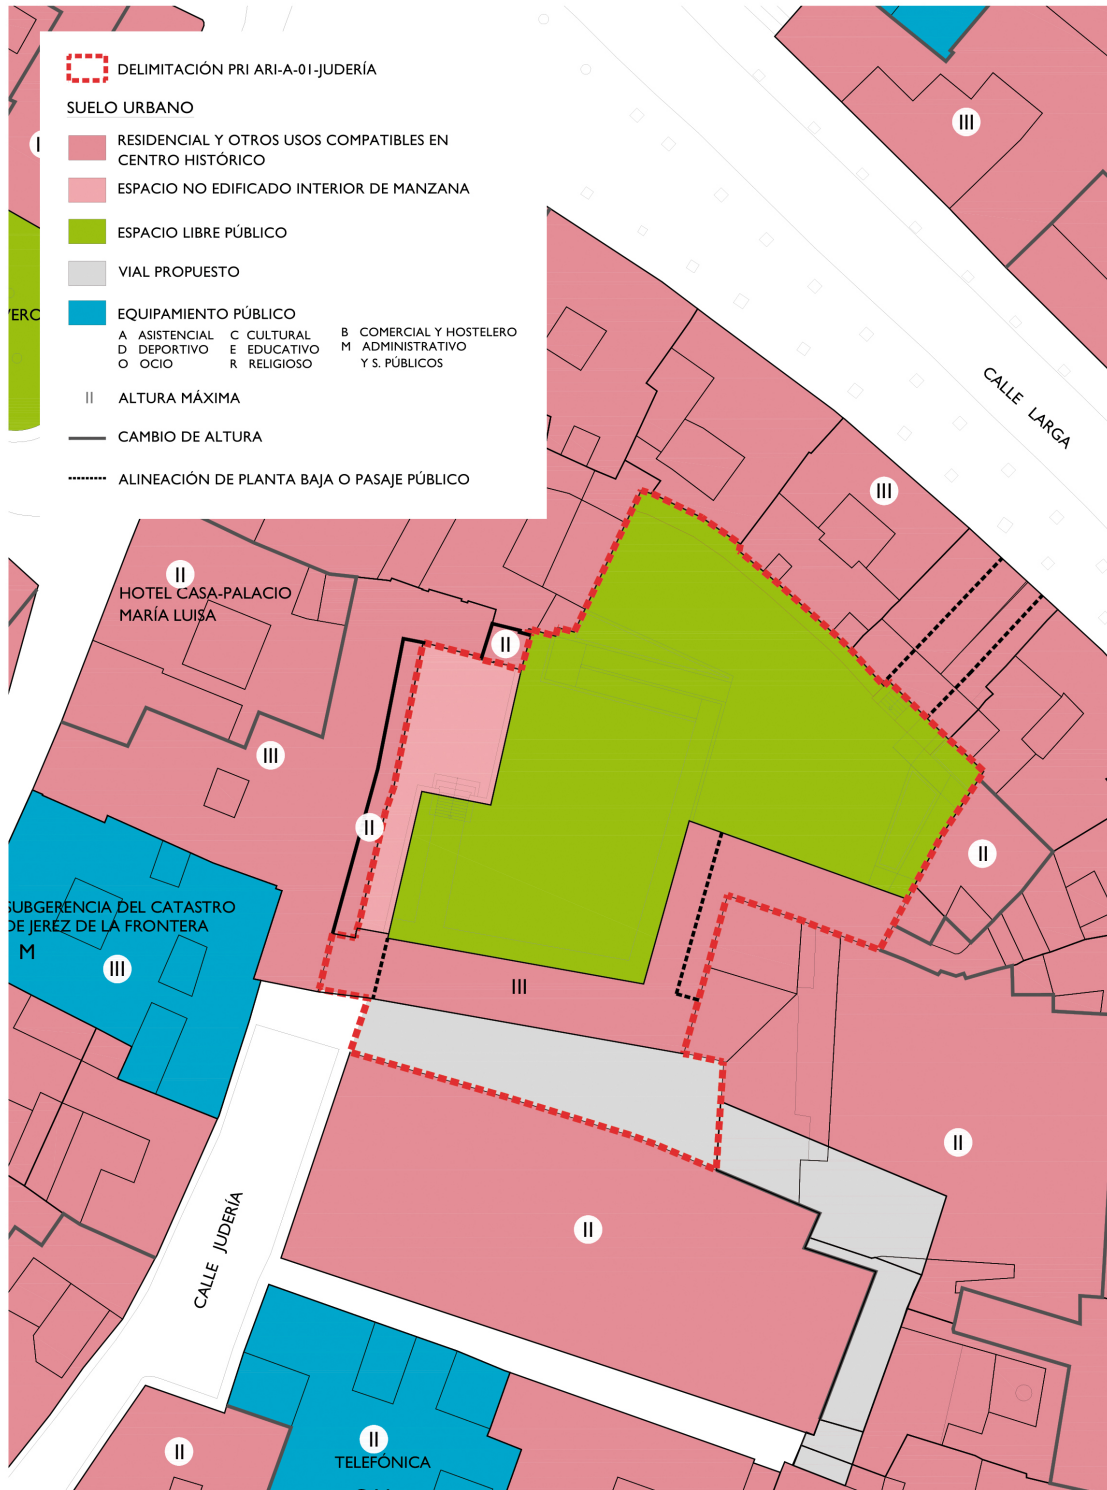 DELIMITACIÓN PRI ARI-A-01-JUDERÍA
SUELO URBANO
RESIDENCIAL Y OTROS USOS COMPATIBLES EN
CENTRO HISTÓRICO
ESPACIO NO EDIFICADO INTERIOR DE MANZANA
ESPACIO LIBRE PÚBLICO
VIAL PROPUESTO
EQUIPAMIENTO PÚBLICO
A ASISTENCIAL C CULTURAL B COMERCIAL Y HOSTELERO
D DEPORTIVO E EDUCATIVO M ADMINISTRATIVO
O OCIO R RELIGIOSO Y S. PÚBLICOS
II ALTURA MÁXIMA
CAMBIO DE ALTURA
ALINEACIÓN DE PLANTA BAJA O PASAJE PÚBLICO
III
CALLE LARGA
III
II
HOTEL CASA-PALACIO
MARÍA LUISA
II
III
II
II
SUBGERENCIA DEL CATASTRO
DE JERÉZ DE LA FRONTERA
M
III
III
II
II
CALLE JUDERÍA
II
II
TELEFÓNICA